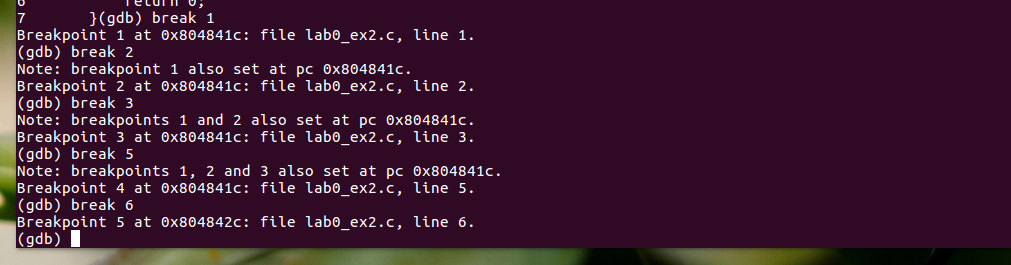 6           return 0;
7       }(gdb) break 1
Breakpoint 1 at 0x804841c: file lab0_ex2.c, line 1.
(gdb) break 2
Note: breakpoint 1 also set at pc 0x804841c.
Breakpoint 2 at 0x804841c: file lab0_ex2.c, line 2.
(gdb) break 3
Note: breakpoints 1 and 2 also set at pc 0x804841c.
Breakpoint 3 at 0x804841c: file lab0_ex2.c, line 3.
(gdb) break 5
Note: breakpoints 1, 2 and 3 also set at pc 0x804841c.
Breakpoint 4 at 0x804841c: file lab0_ex2.c, line 5.
(gdb) break 6
Breakpoint 5 at 0x804842c: file lab0_ex2.c, line 6.
(gdb)